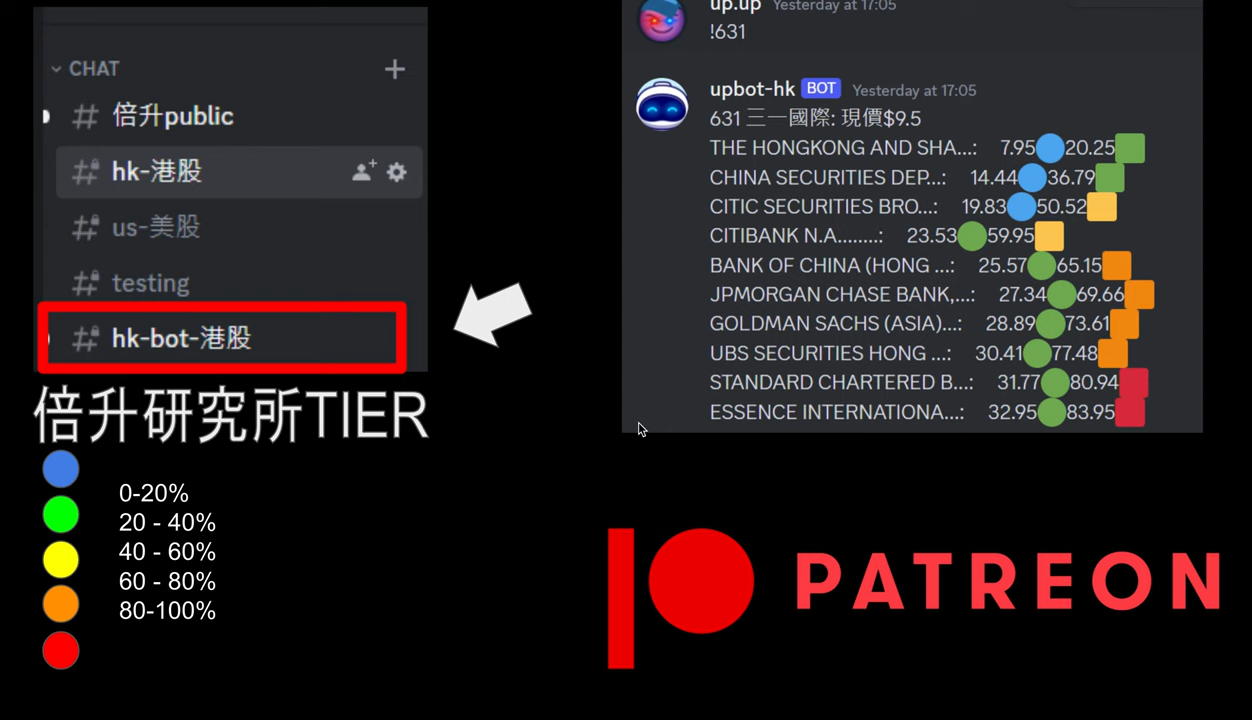 CHAT
# 倍升public
# hk-港股
# us-美股
# testing
# hk-bot-港股
倍升研究所TIER
0-20%
20 - 40%
40 - 60%
60 - 80%
80-100%
up.up Yesterday at 17:05
!631
upbot-hk BOT Yesterday at 17:05
631 三一國際: 現價$9.5
THE HONGKONG AND SHA...: 7.95 20.25
CHINA SECURITIES DEP...: 14.44 36.79
CITIC SECURITIES BRO...: 19.83 50.52
CITIBANK N.A........: 23.53 59.95
BANK OF CHINA (HONG ...: 25.57 65.15
JPMORGAN CHASE BANK,...: 27.34 69.66
GOLDMAN SACHS (ASIA)...: 28.89 73.61
UBS SECURITIES HONG ...: 30.41 77.48
STANDARD CHARTERED B...: 31.77 80.94
ESSENCE INTERNATIONA...: 32.95 83.95
PATREON